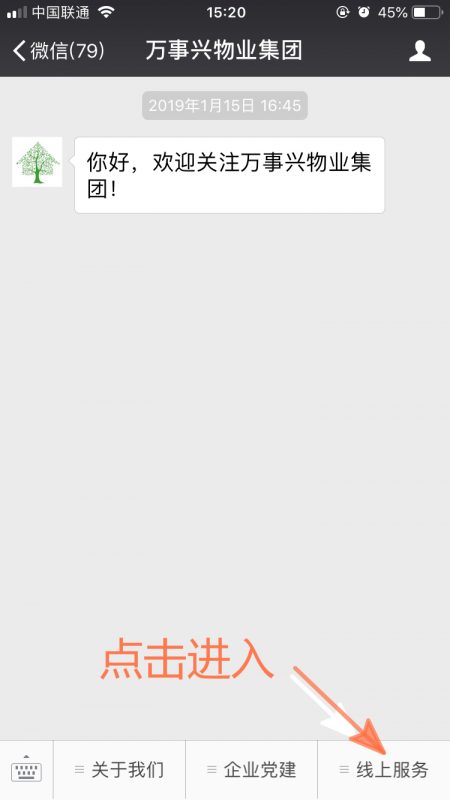 中国联通 15:20 45%
微信(79) 万事兴物业集团
2019年1月15日 16:45
你好，欢迎关注万事兴物业集
团！
点击进入
关于我们 企业党建 线上服务